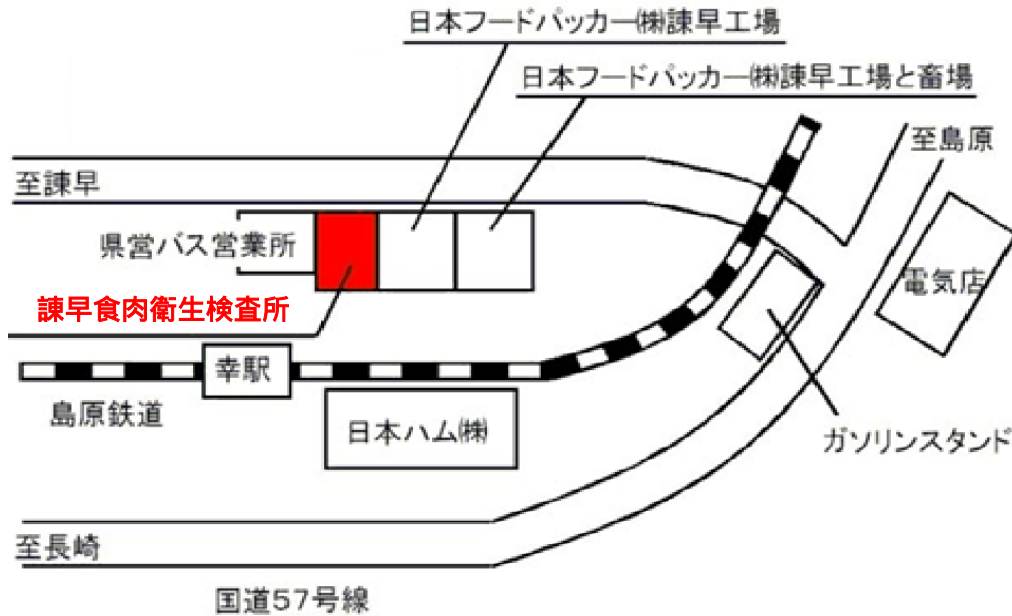 日本フードパッカー㈱諫早工場
日本フードパッカー㈱諫早工場と畜場
至島原
至諫早
県営バス営業所
電気店
諫早食肉衛生検査所
幸駅
島原鉄道
日本ハム㈱
ガソリンスタンド
至長崎
国道57号線